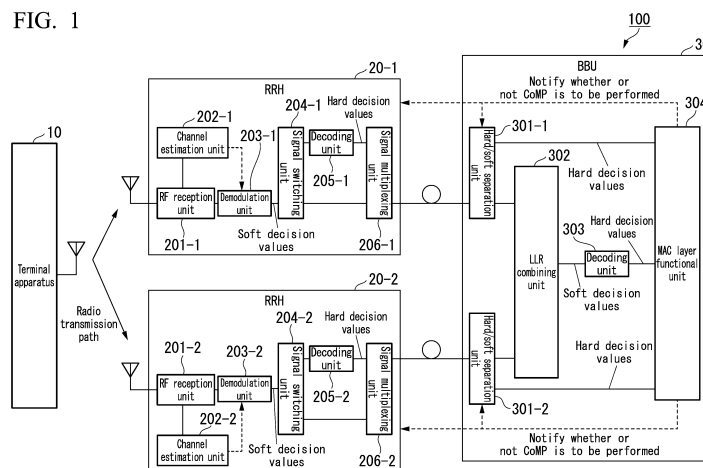 FIG. 1
100
20-1
RRH
202-1
204-1
Hard decision
values
Channel
estimation unit
203-1
Signal switching
unit
Decoding
unit
205-1
Signal multiplexing
unit
RF reception
unit
Demodulation
unit
201-1
Soft decision
values
206-1
10
Terminal
apparatus
Radio
transmission
path
20-2
RRH
204-2
Hard decision
values
201-2
203-2
Signal switching
unit
Decoding
unit
205-2
Signal multiplexing
unit
RF reception
unit
Demodulation
unit
202-2
Channel
estimation unit
Soft decision
values
206-2
BBU
Notify whether or
not CoMP is to be performed
304
301-1
Hard/soft separation
unit
302
Hard decision
values
LLR
combining
unit
303
Decoding
unit
Hard
decision
values
Soft decision
values
MAC layer
functional
unit
Hard/soft separation
unit
Hard decision
values
301-2
Notify whether or
not CoMP is to be performed